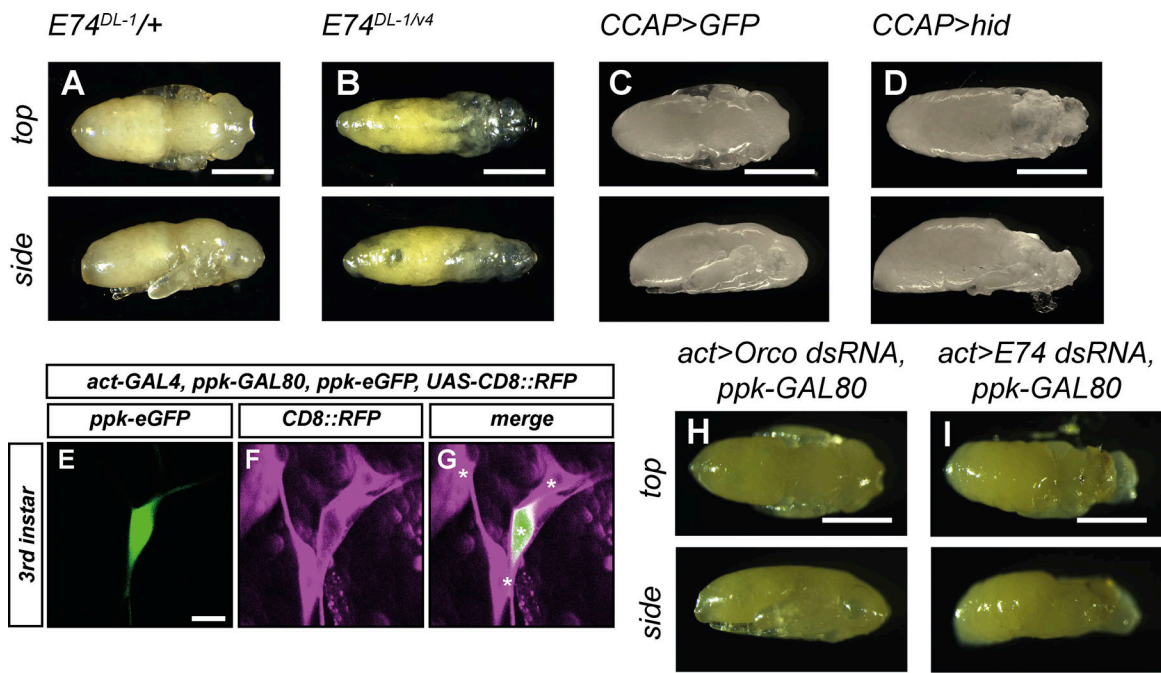 E74DL-1/+ E74DL-1/v4 CCAP>GFP CCAP>hid
top A B C D
side
act-GAL4, ppk-GAL80, ppk-eGFP, UAS-CD8::RFP
ppk-eGFP CD8::RFP merge
3rd instar E F * G * * * *
act>Orco dsRNA, act>E74 dsRNA,
ppk-GAL80 ppk-GAL80
top H I
side